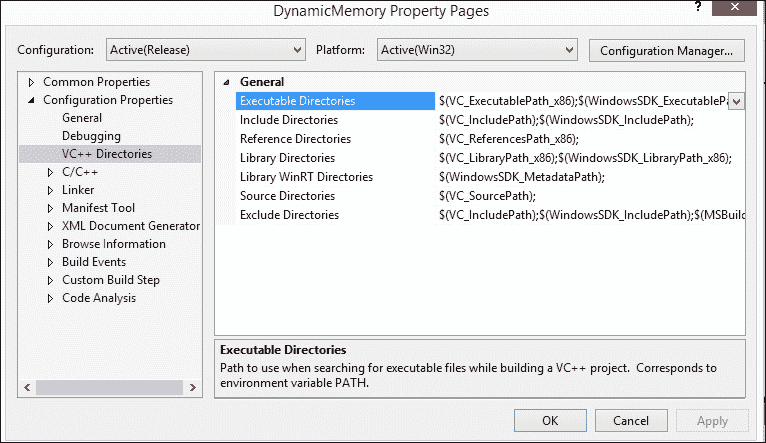 DynamicMemory Property Pages
? ×
Configuration: Active(Release) Platform: Active(Win32) Configuration Manager...
Common Properties
Configuration Properties
General
Debugging
VC++ Directories
C/C++
Linker
Manifest Tool
XML Document Generator
Browse Information
Build Events
Custom Build Step
Code Analysis
General
Executable Directories $(VC_ExecutablePath_x86);$(WindowsSDK_ExecutableP
Include Directories $(VC_IncludePath);$(WindowsSDK_IncludePath);
Reference Directories $(VC_ReferencesPath_x86);
Library Directories $(VC_LibraryPath_x86);$(WindowsSDK_LibraryPath_x86);
Library WinRT Directories $(WindowsSDK_MetadataPath);
Source Directories $(VC_SourcePath);
Exclude Directories $(VC_IncludePath);$(WindowsSDK_IncludePath);$(MSBuild
Executable Directories
Path to use when searching for executable files while building a VC++ project.  Corresponds to
environment variable PATH.
OK Cancel Apply